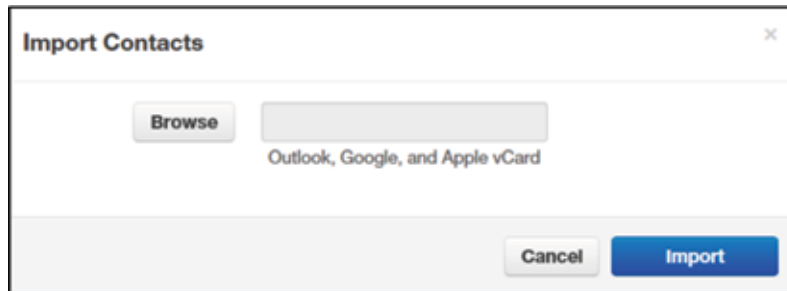 Import Contacts
×
Browse
Outlook, Google, and Apple vCard
Cancel Import